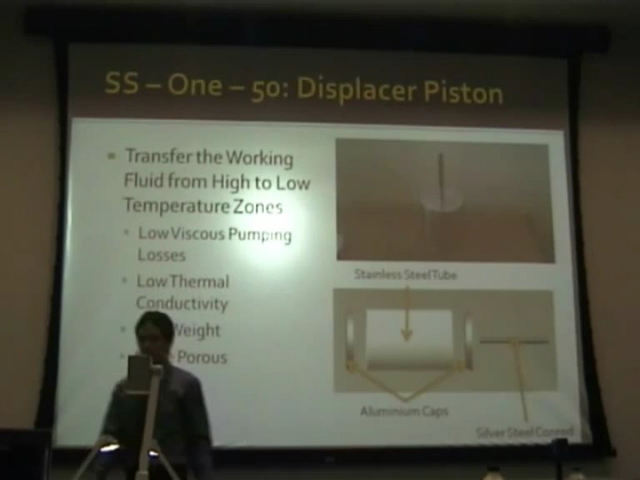 SS – One – 50: Displacer Piston
Transfer the Working
Fluid from High to Low
Temperature Zones
Low Viscous Pumping
Losses
Low Thermal
Conductivity
Weight
Porous
Stainless Steel Tube
Aluminium Caps
Silver Steel Conrod